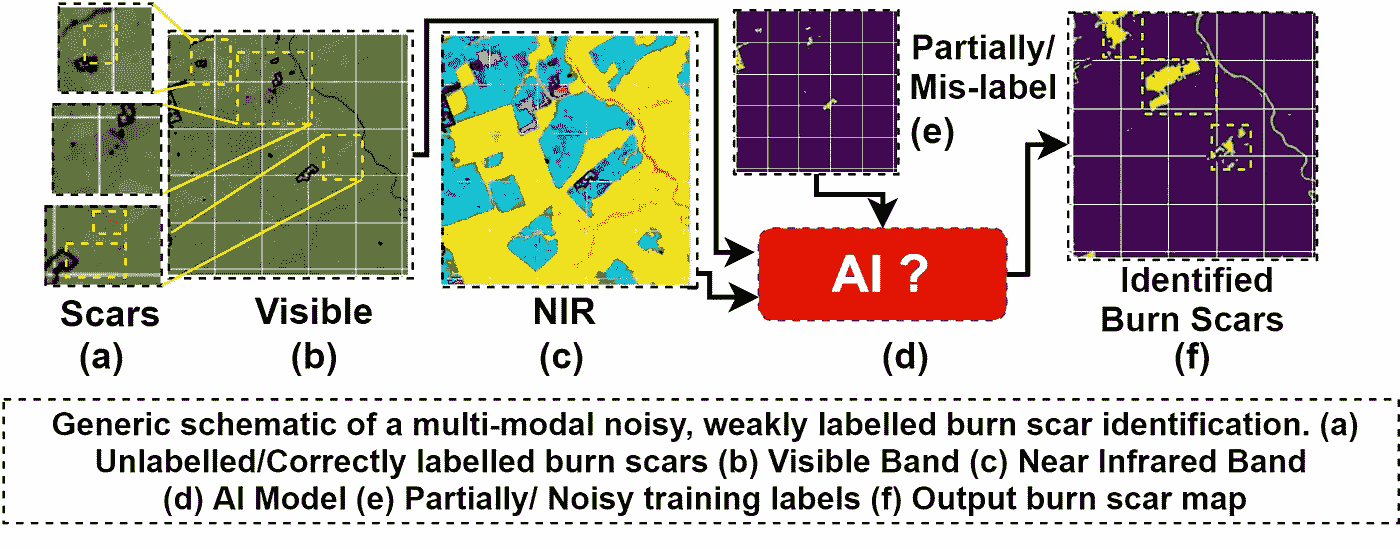 Partially/
Mis-label
(e)
AI ?
Scars
(a)
Visible
(b)
NIR
(c)
(d)
Identified
Burn Scars
(f)
Generic schematic of a multi-modal noisy, weakly labelled burn scar identification. (a)
Unlabelled/Correctly labelled burn scars (b) Visible Band (c) Near Infrared Band
(d) AI Model (e) Partially/ Noisy training labels (f) Output burn scar map